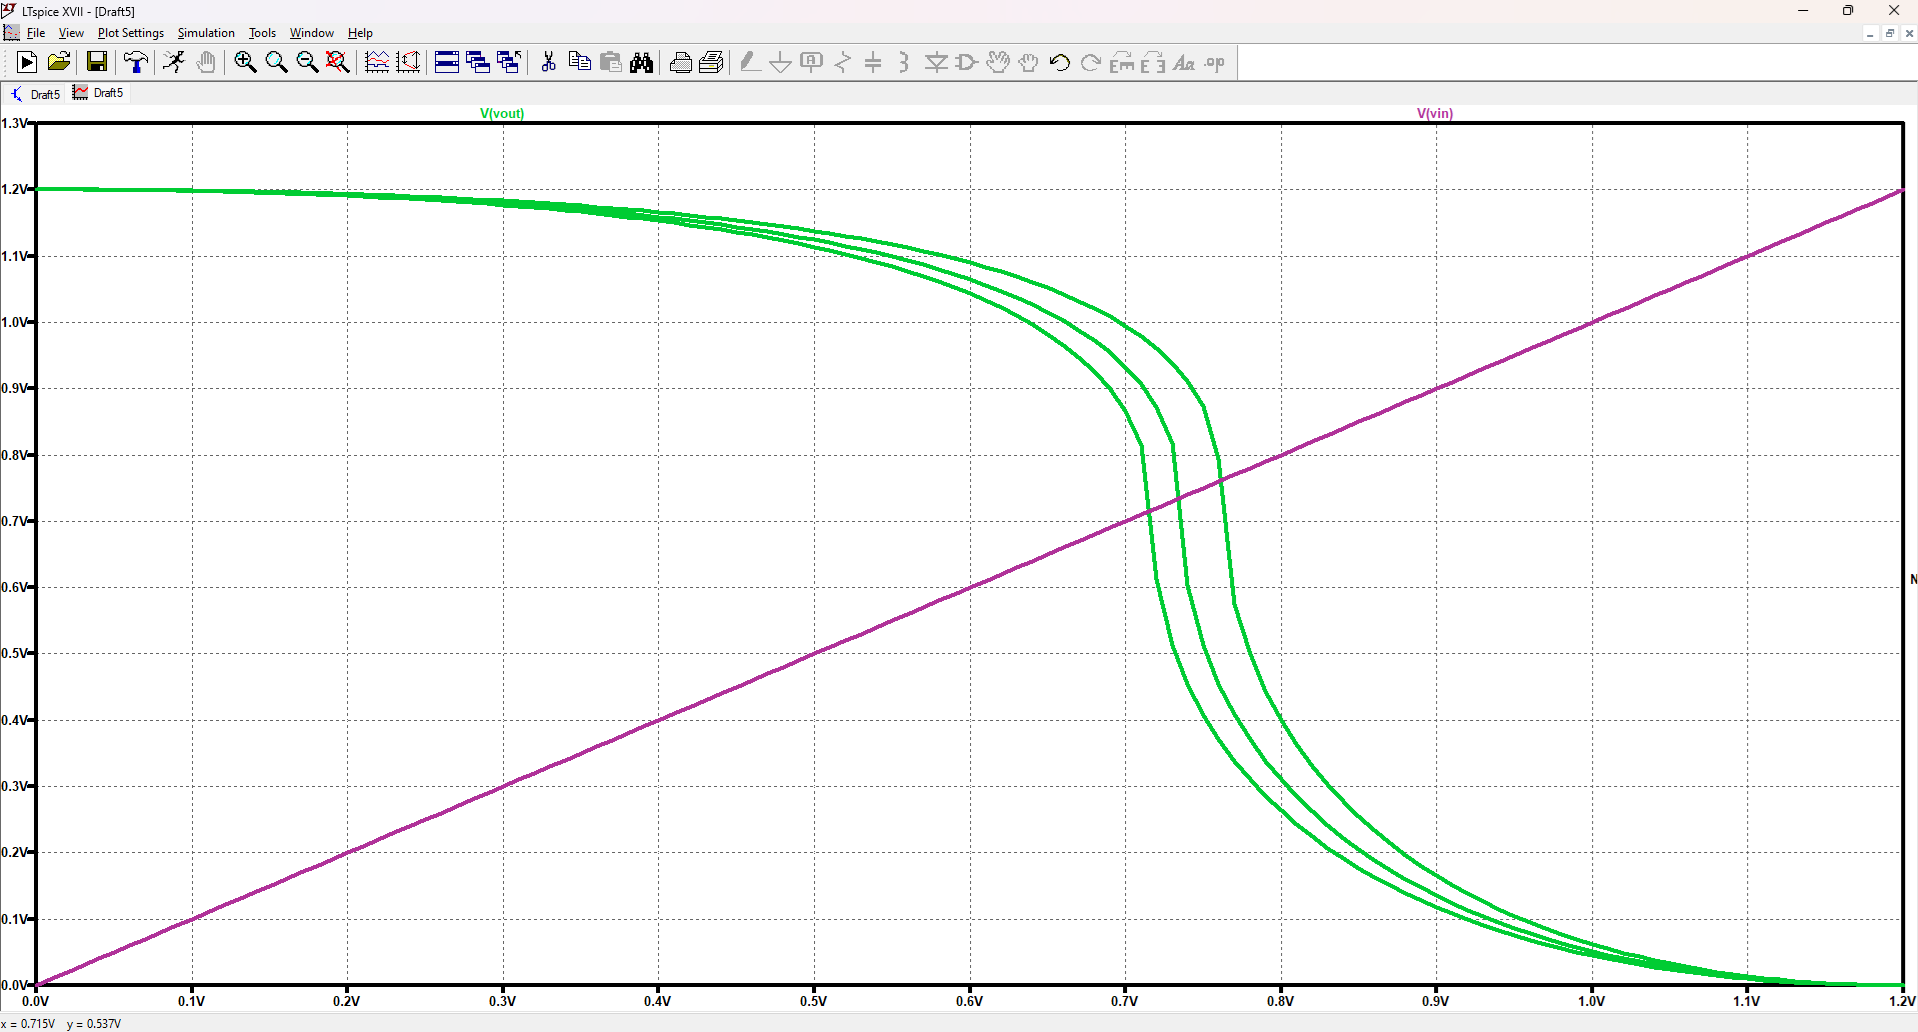 LTspice XVII - [Draft5]
File View Plot Settings Simulation Tools Window Help
Draft5 Draft5
V(vout) V(vin)
1.3V
1.2V
1.1V
1.0V
0.9V
0.8V
0.7V
0.6V
0.5V
0.4V
0.3V
0.2V
0.1V
0.0V
0.0V 0.1V 0.2V 0.3V 0.4V 0.5V 0.6V 0.7V 0.8V 0.9V 1.0V 1.1V 1.2V
x = 0.715V y = 0.537V